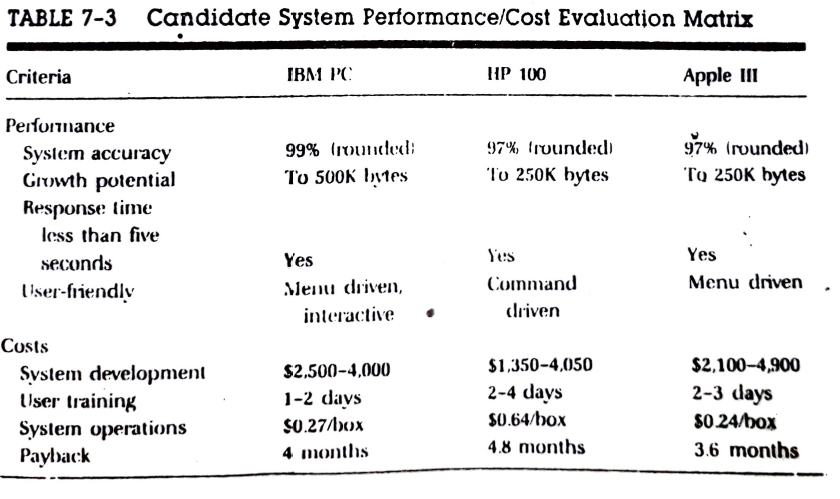 TABLE 7-3 Candidate System Performance/Cost Evaluation Matrix
Criteria IBM PC HP 100 Apple III
Performance
System accuracy 99% (rounded) 97% (rounded) 97% (rounded)
Growth potential To 500K bytes To 250K bytes To 250K bytes
Response time
less than five
seconds Yes Yes Yes
User-friendly Menu driven, Command Menu driven
interactive driven
Costs
System development $2,500-4,000 $1,350-4,050 $2,100-4,900
User training 1-2 days 2-4 days 2-3 days
System operations $0.27/box $0.64/box $0.24/box
Payback 4 months 4.8 months 3.6 months